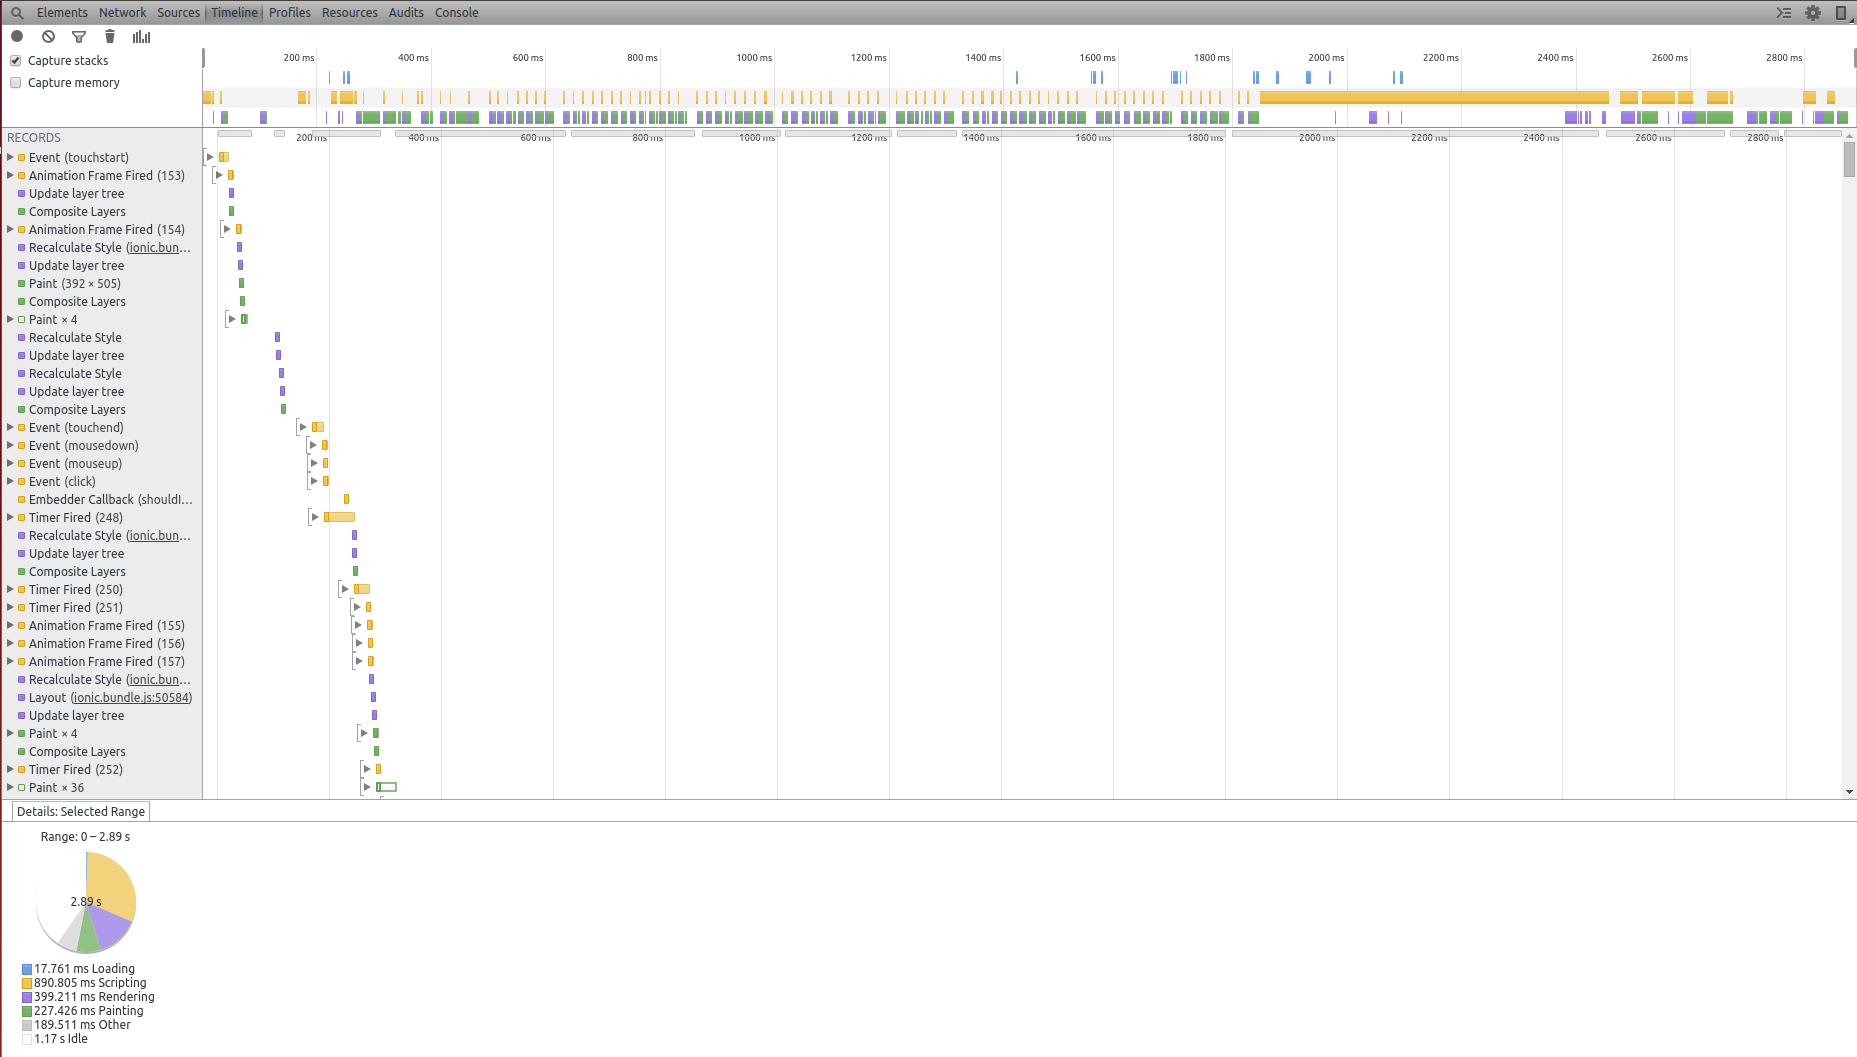 Elements Network Sources Timeline Profiles Resources Audits Console
Capture stacks
Capture memory
200 ms 400 ms 600 ms 800 ms 1000 ms 1200 ms 1400 ms 1600 ms 1800 ms 2000 ms 2200 ms 2400 ms 2600 ms 2800 ms
RECORDS
200 ms 400 ms 600 ms 800 ms 1000 ms 1200 ms 1400 ms 1600 ms 1800 ms 2000 ms 2200 ms 2400 ms 2600 ms 2800 ms
Event (touchstart)
Animation Frame Fired (153)
Update layer tree
Composite Layers
Animation Frame Fired (154)
Recalculate Style (ionic.bun...
Update layer tree
Paint (392 × 505)
Composite Layers
Paint × 4
Recalculate Style
Update layer tree
Recalculate Style
Update layer tree
Composite Layers
Event (touchend)
Event (mousedown)
Event (mouseup)
Event (click)
Embedder Callback (shouldI...
Timer Fired (248)
Recalculate Style (ionic.bun...
Update layer tree
Composite Layers
Timer Fired (250)
Timer Fired (251)
Animation Frame Fired (155)
Animation Frame Fired (156)
Animation Frame Fired (157)
Recalculate Style (ionic.bun...
Layout (ionic.bundle.js:50584)
Update layer tree
Paint × 4
Composite Layers
Timer Fired (252)
Paint × 36
Details: Selected Range
Range: 0 – 2.89 s
2.89 s
17.761 ms Loading
890.805 ms Scripting
399.211 ms Rendering
227.426 ms Painting
189.511 ms Other
1.17 s Idle